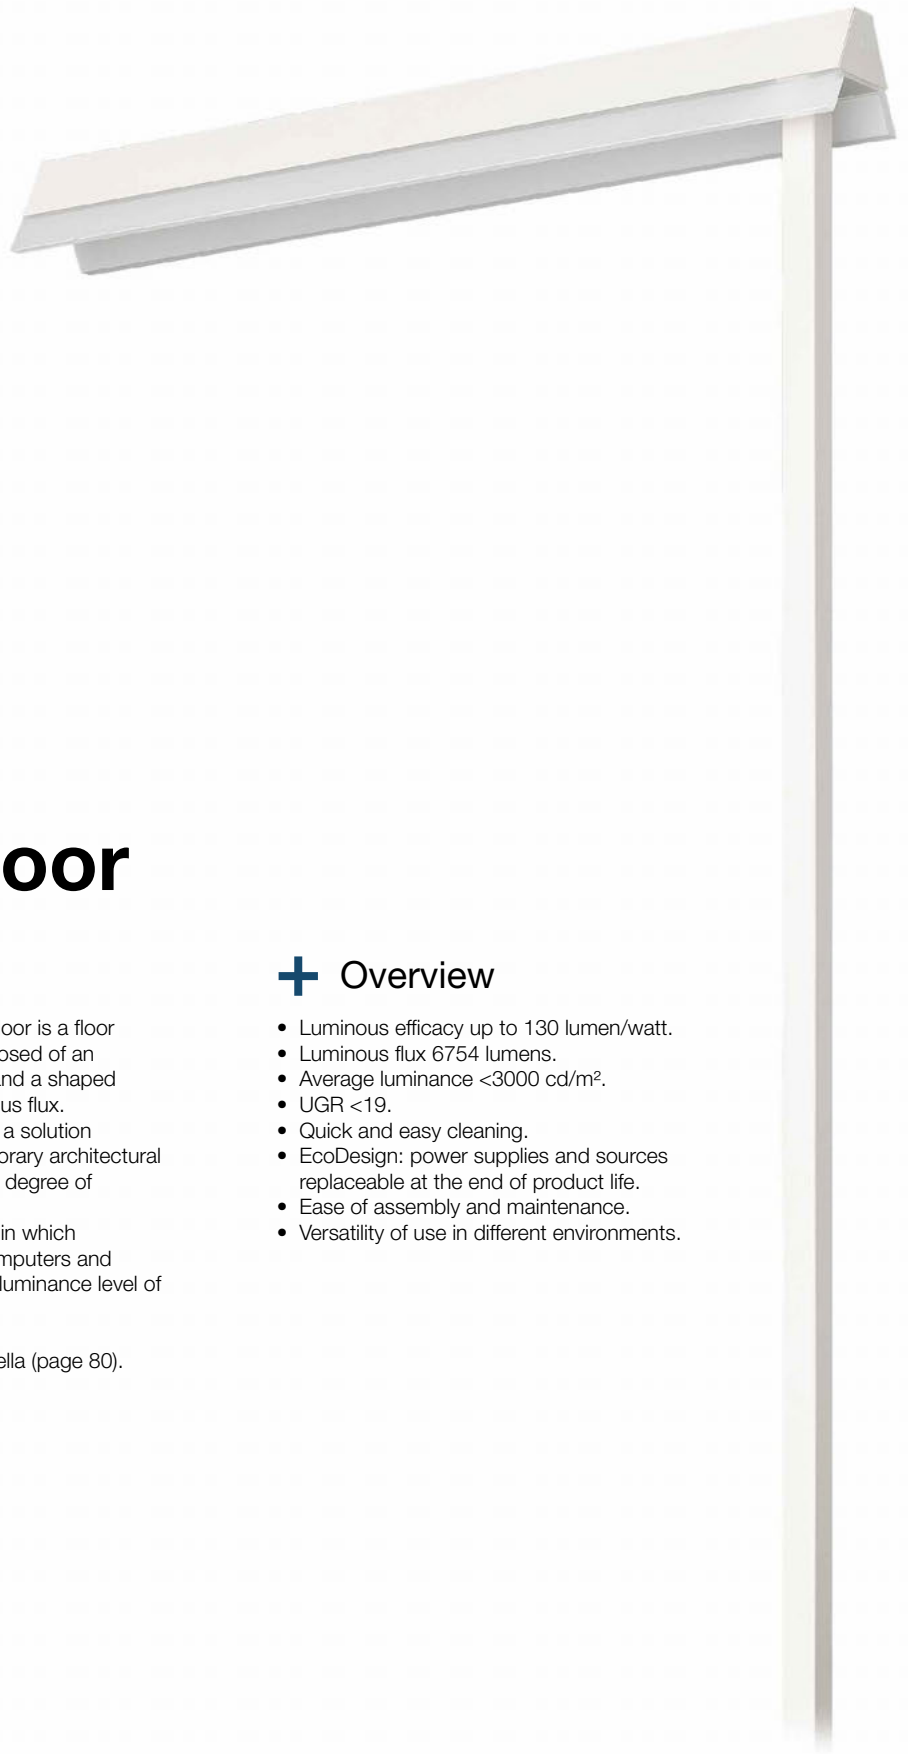 oor
oor is a floor
osed of an
nd a shaped
us flux.
a solution
orary architectural
degree of
in which
mputers and
luminance level of
ella (page 80).
Overview
• Luminous efficacy up to 130 lumen/watt.
• Luminous flux 6754 lumens.
• Average luminance <3000 cd/m².
• UGR <19.
• Quick and easy cleaning.
• EcoDesign: power supplies and sources
replaceable at the end of product life.
• Ease of assembly and maintenance.
• Versatility of use in different environments.